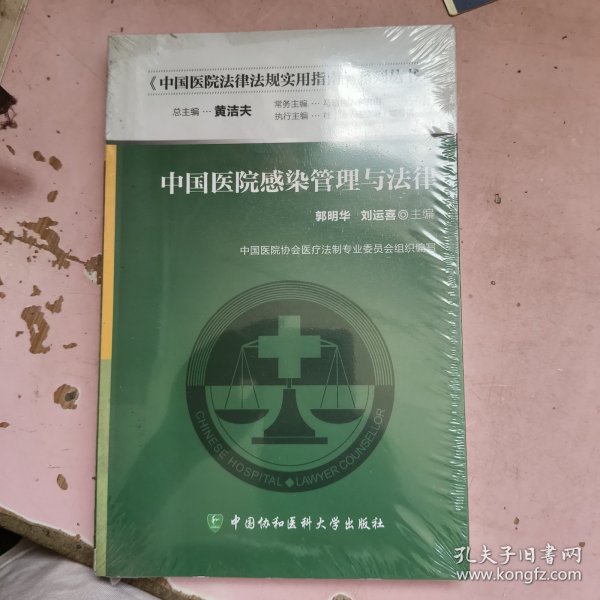 《中国医院法律法规实用指
总主编…黄洁夫
常务主编…
执行主编…
中国医院感染管理与法律
郭明华 刘运喜◎主编
中国医院协会医疗法制专业委员会组织编写
CHINESE HOSPITAL ◆ LAWYER COUNSELLOR
中国协和医科大学出版社
孔夫子旧书网
www.kongfz.com